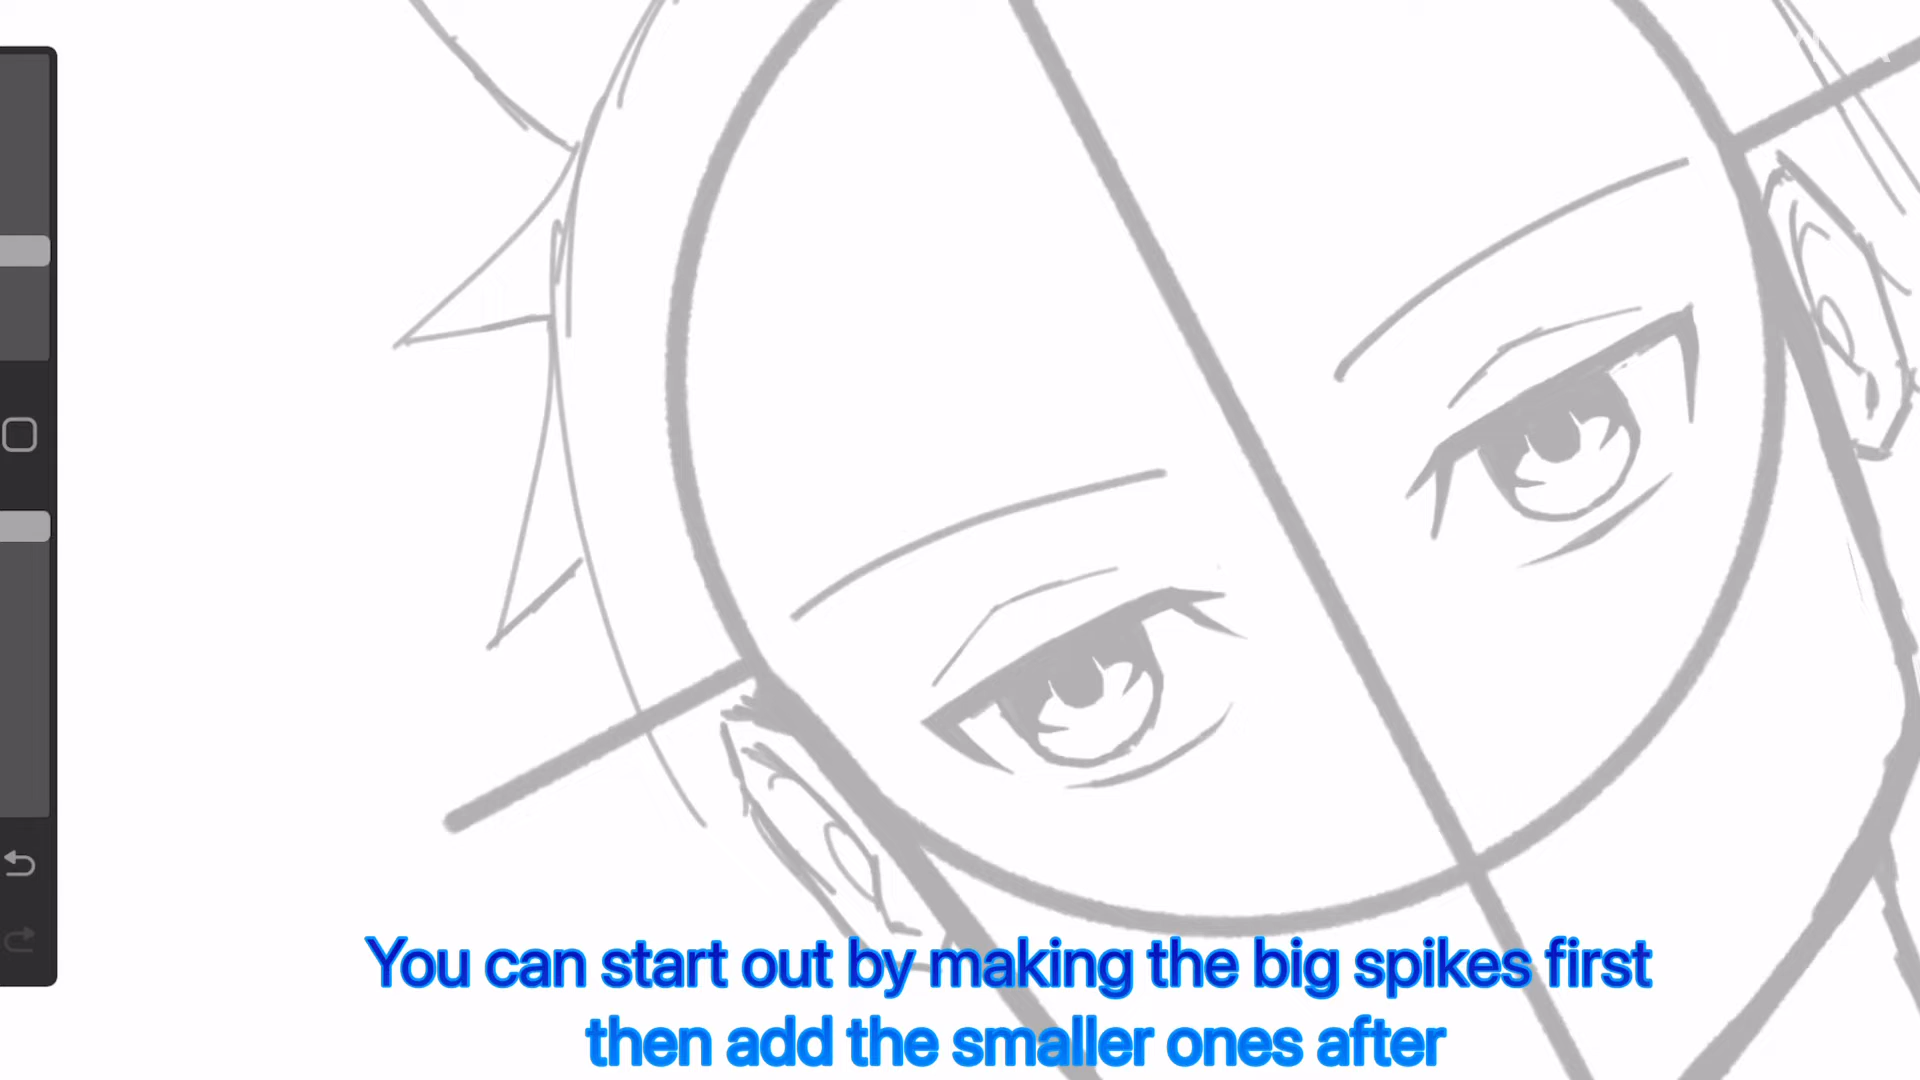 You can start out by making the big spikes first
then add the smaller ones after